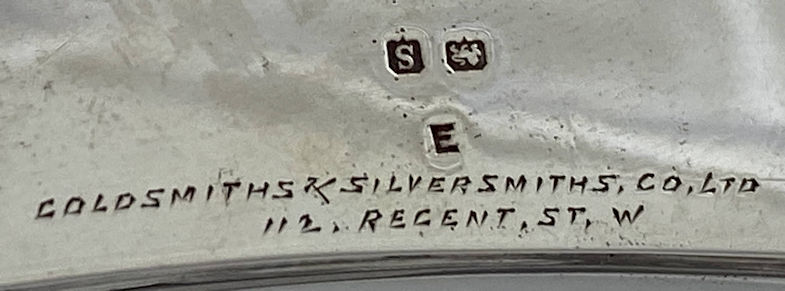 S
E
GOLDSMITHS & SILVERSMITHS, CO, LTD
112, REGENT, ST, W